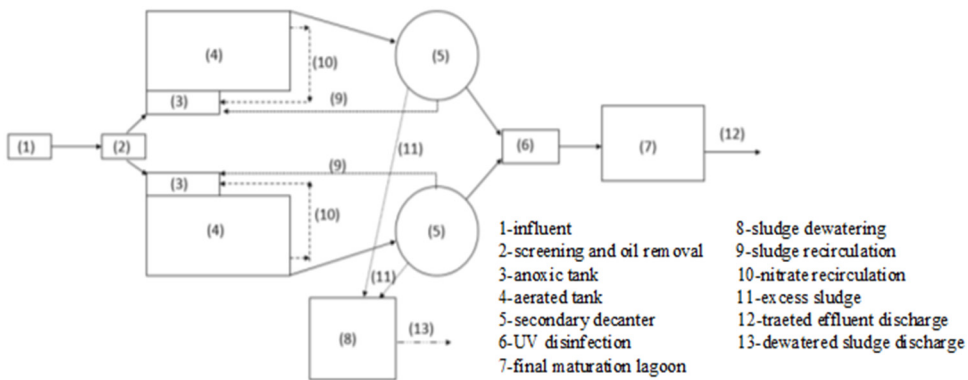 (4)
(10)
(5)
(3)
(9)
(1)
(2)
(11)
(6)
(7)
(12)
(3)
(9)
(10)
(4)
(5)
(11)
(8)
(13)
1-influent
2-screening and oil removal
3-anoxic tank
4-aerated tank
5-secondary decanter
6-UV disinfection
7-final maturation lagoon
8-sludge dewatering
9-sludge recirculation
10-nitrate recirculation
11-excess sludge
12-traeted effluent discharge
13-dewatered sludge discharge